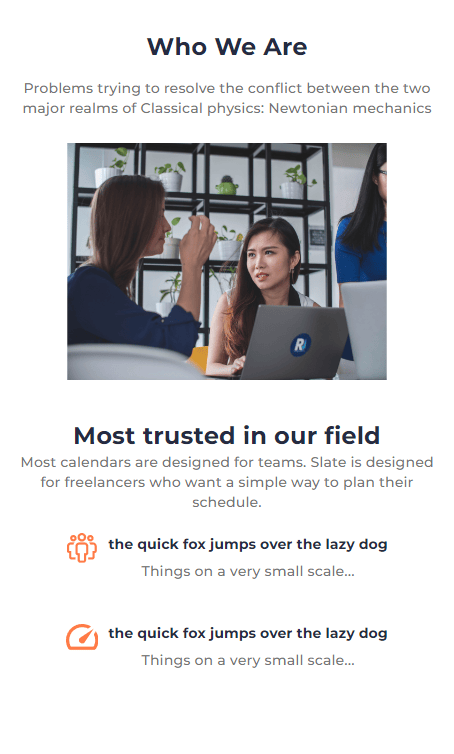 Who We Are
Problems trying to resolve the conflict between the two
major realms of Classical physics: Newtonian mechanics
R
Most trusted in our field
Most calendars are designed for teams. Slate is designed
for freelancers who want a simple way to plan their
schedule.
the quick fox jumps over the lazy dog
Things on a very small scale...
the quick fox jumps over the lazy dog
Things on a very small scale...